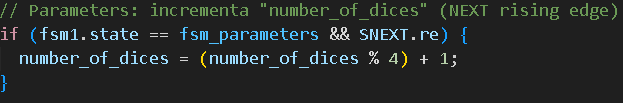 // Parameters: incrementa "number_of_dices" (NEXT rising edge)
if (fsm1.state == fsm_parameters && SNEXT.re) {
  number_of_dices = (number_of_dices % 4) + 1;
}